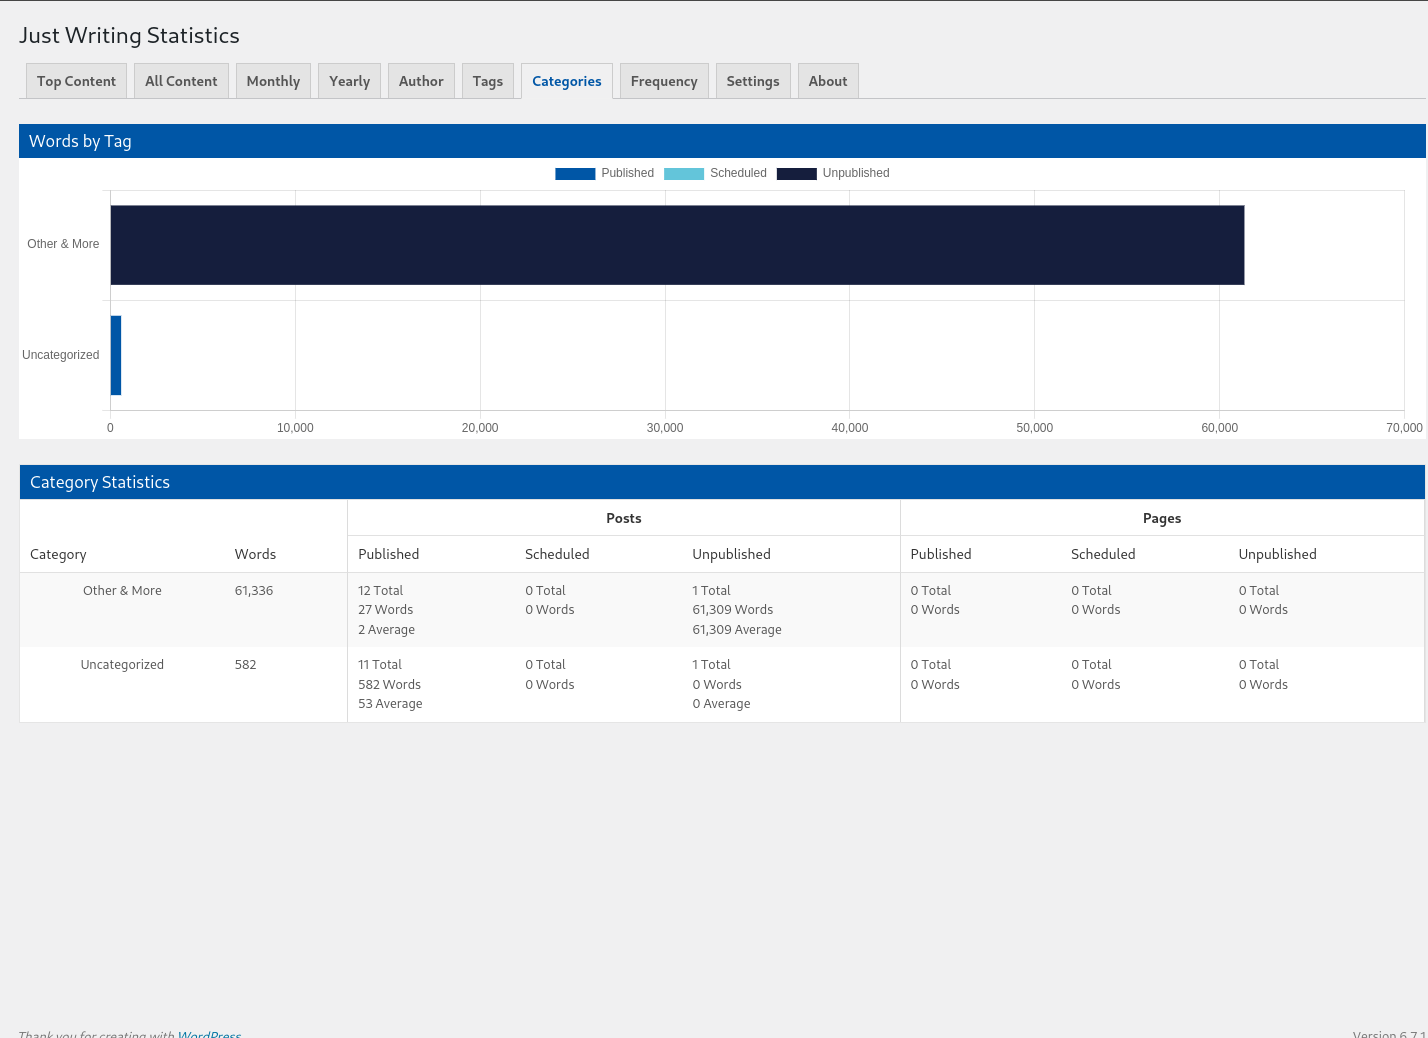 Just Writing Statistics
Top Content All Content Monthly Yearly Author Tags Categories Frequency Settings About
Words by Tag
Published Scheduled Unpublished
Other & More
Uncategorized
0 10,000 20,000 30,000 40,000 50,000 60,000 70,000
Category Statistics
Posts Pages
Category Words Published Scheduled Unpublished Published Scheduled Unpublished
Other & More 61,336 12 Total 0 Total 1 Total 0 Total 0 Total 0 Total
27 Words 0 Words 61,309 Words 0 Words 0 Words 0 Words
2 Average 61,309 Average
Uncategorized 582 11 Total 0 Total 1 Total 0 Total 0 Total 0 Total
582 Words 0 Words 0 Words 0 Words 0 Words 0 Words
53 Average 0 Average
Thank you for creating with WordPress
Version 6.7.1